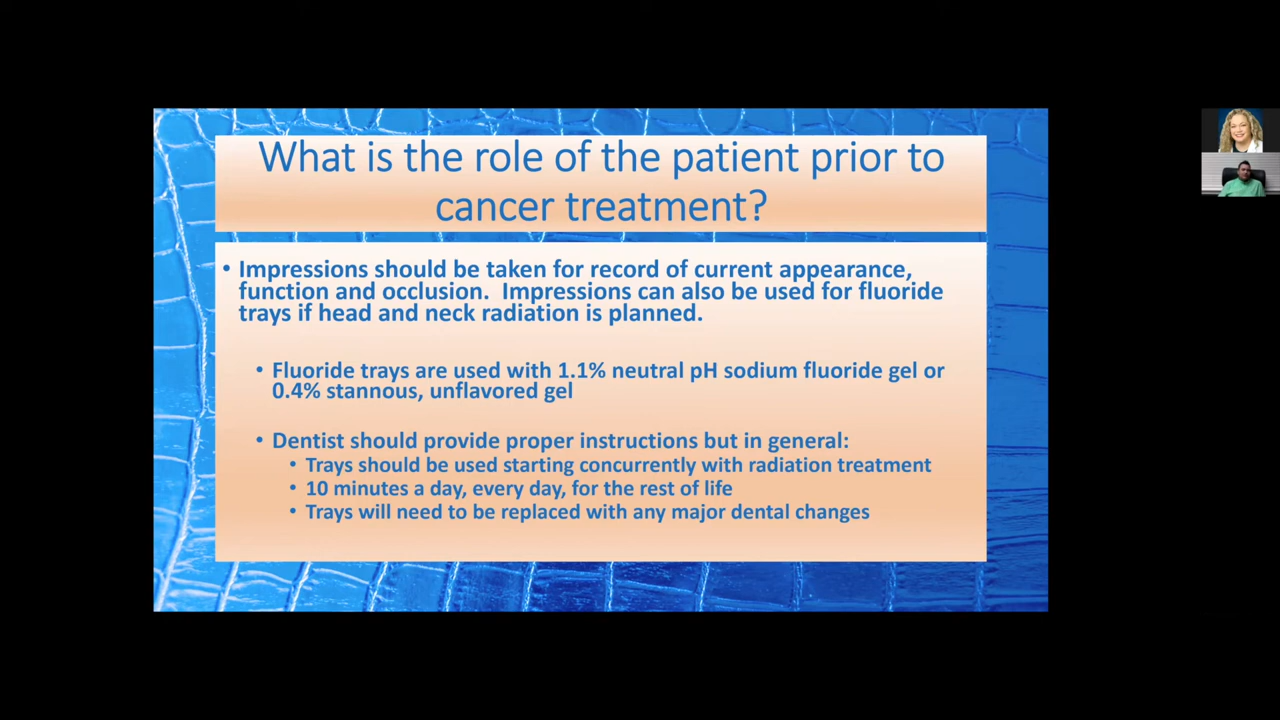 What is the role of the patient prior to
cancer treatment?
• Impressions should be taken for record of current appearance,
function and occlusion.  Impressions can also be used for fluoride
trays if head and neck radiation is planned.
• Fluoride trays are used with 1.1% neutral pH sodium fluoride gel or
0.4% stannous, unflavored gel
• Dentist should provide proper instructions but in general:
• Trays should be used starting concurrently with radiation treatment
• 10 minutes a day, every day, for the rest of life
• Trays will need to be replaced with any major dental changes